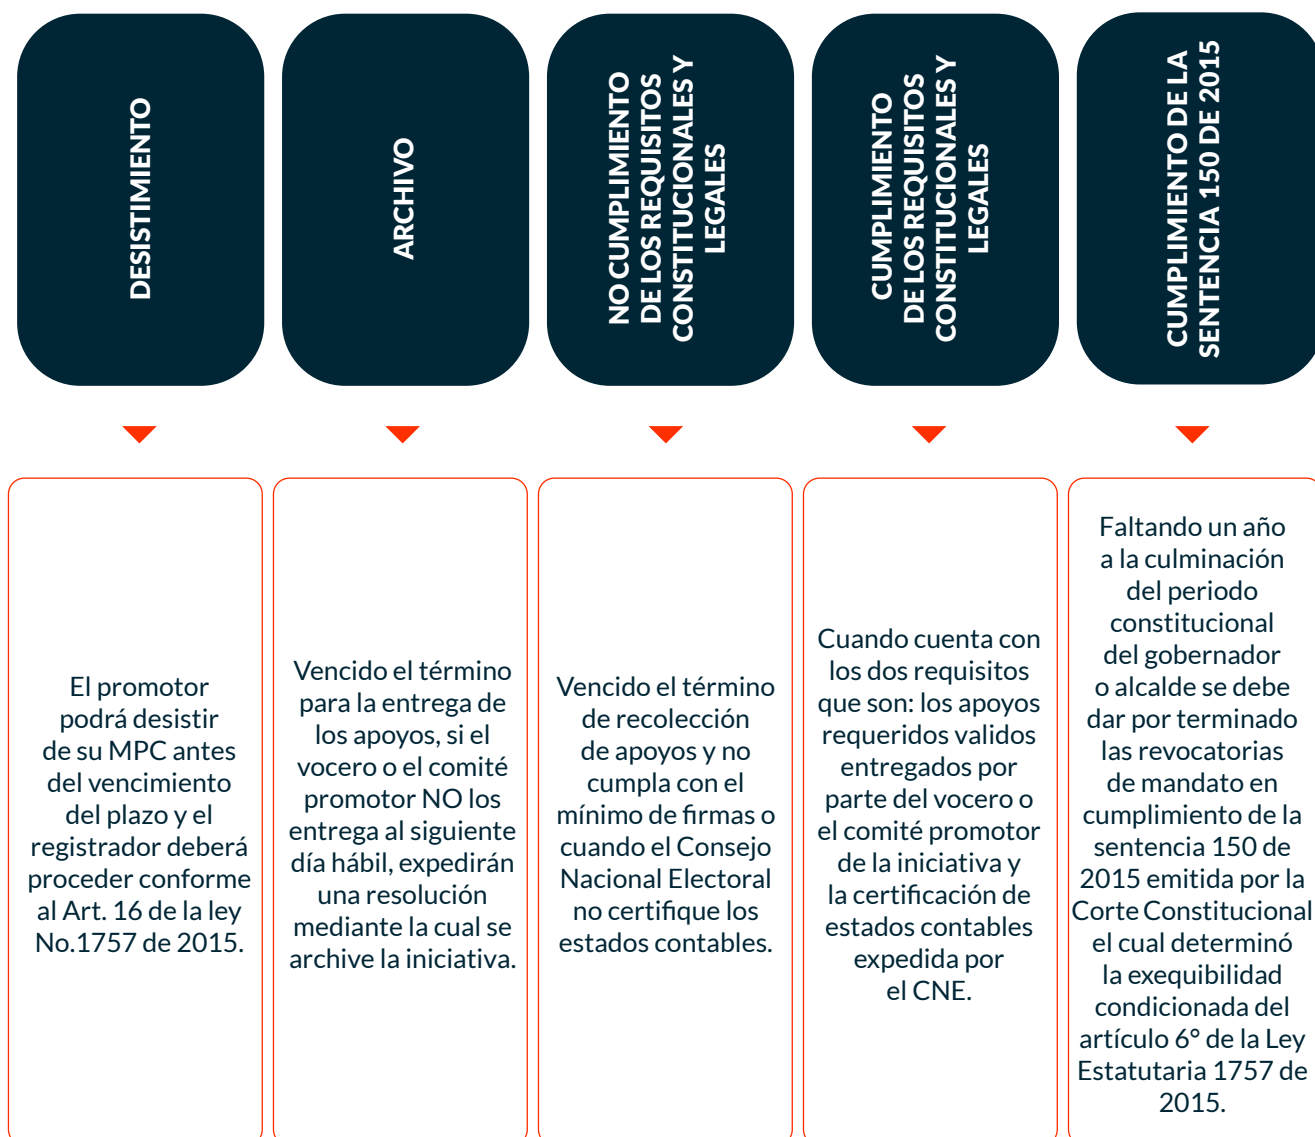 DESISTIMIENTO
ARCHIVO
NO CUMPLIMIENTO
DE LOS REQUISITOS
CONSTITUCIONALES Y
LEGALES
CUMPLIMIENTO
DE LOS REQUISITOS
CONSTITUCIONALES Y
LEGALES
CUMPLIMIENTO DE LA
SENTENCIA 150 DE 2015
El promotor
podrá desistir
de su MPC antes
del vencimiento
del plazo y el
registrador deberá
proceder conforme
al Art. 16 de la ley
No.1757 de 2015.
Vencido el término
para la entrega de
los apoyos, si el
vocero o el comité
promotor NO los
entrega al siguiente
día hábil, expedirán
una resolución
mediante la cual se
archive la iniciativa.
Vencido el término
de recolección
de apoyos y no
cumpla con el
mínimo de firmas o
cuando el Consejo
Nacional Electoral
no certifique los
estados contables.
Cuando cuenta con
los dos requisitos
que son: los apoyos
requeridos validos
entregados por
parte del vocero o
el comité promotor
de la iniciativa y
la certificación de
estados contables
expedida por
el CNE.
Faltando un año
a la culminación
del periodo
constitucional
del gobernador
o alcalde se debe
dar por terminado
las revocatorias
de mandato en
cumplimiento de la
sentencia 150 de
2015 emitida por la
Corte Constitucional
el cual determinó
la exequibilidad
condicionada del
artículo 6° de la Ley
Estatutaria 1757 de
2015.